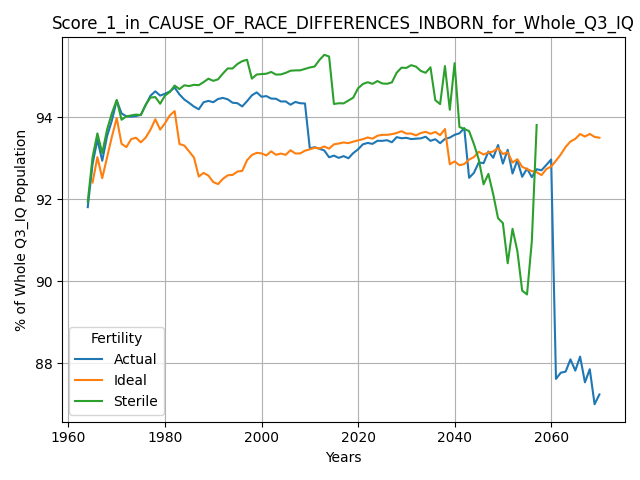 Score_1_in_CAUSE_OF_RACE_DIFFERENCES_INBORN_for_Whole_Q3_IQ
% of Whole Q3_IQ Population
94
92
90
88
Fertility
Actual
Ideal
Sterile
1960
1980
2000
2020
2040
2060
Years